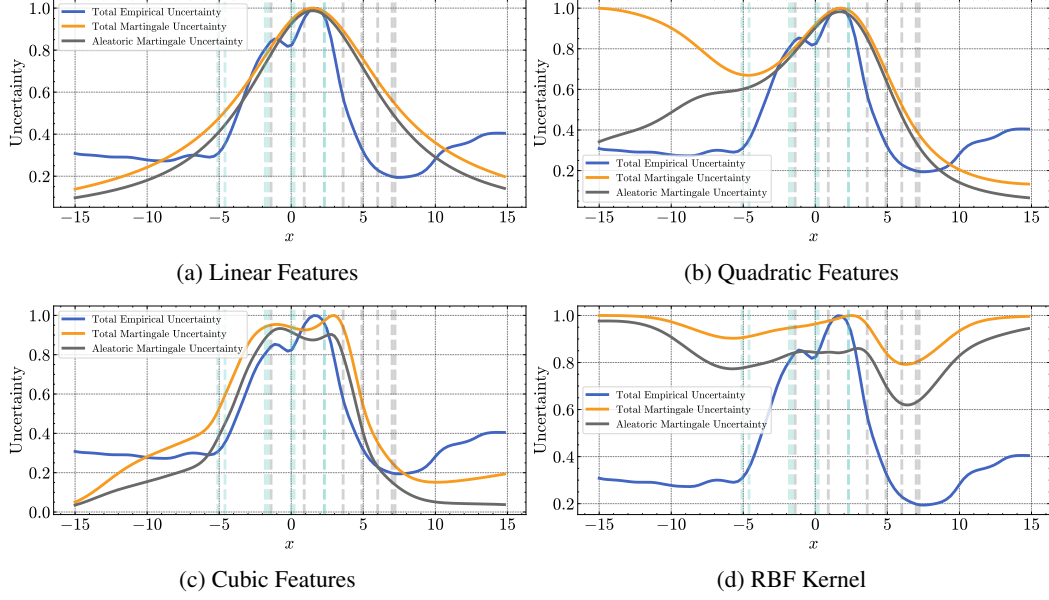 Total Empirical Uncertainty
Total Martingale Uncertainty
Aleatoric Martingale Uncertainty
Uncertainty
1.0
0.8
0.6
0.4
0.2
−15
−10
−5
0
5
10
15
x
(a) Linear Features
Total Empirical Uncertainty
Total Martingale Uncertainty
Aleatoric Martingale Uncertainty
Uncertainty
1.0
0.8
0.6
0.4
0.2
−15
−10
−5
0
5
10
15
x
(b) Quadratic Features
Total Empirical Uncertainty
Total Martingale Uncertainty
Aleatoric Martingale Uncertainty
Uncertainty
1.0
0.8
0.6
0.4
0.2
0.0
−15
−10
−5
0
5
10
15
x
(c) Cubic Features
Total Empirical Uncertainty
Total Martingale Uncertainty
Aleatoric Martingale Uncertainty
Uncertainty
1.0
0.8
0.6
0.4
0.2
−15
−10
−5
0
5
10
15
x
(d) RBF Kernel